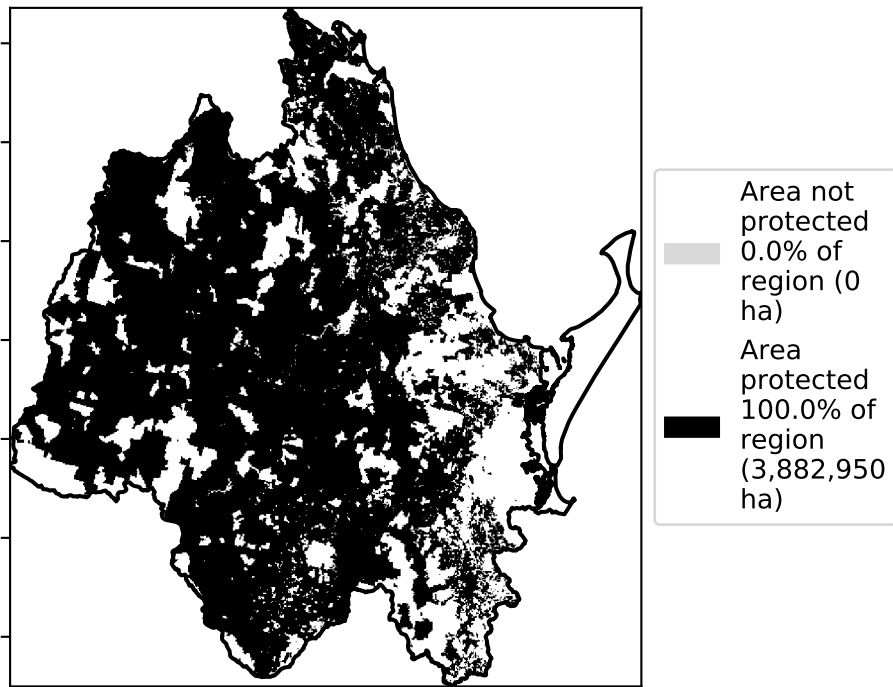 Area not
protected
0.0% of
region (0
ha)
Area
protected
100.0% of
region
(3,882,950
ha)